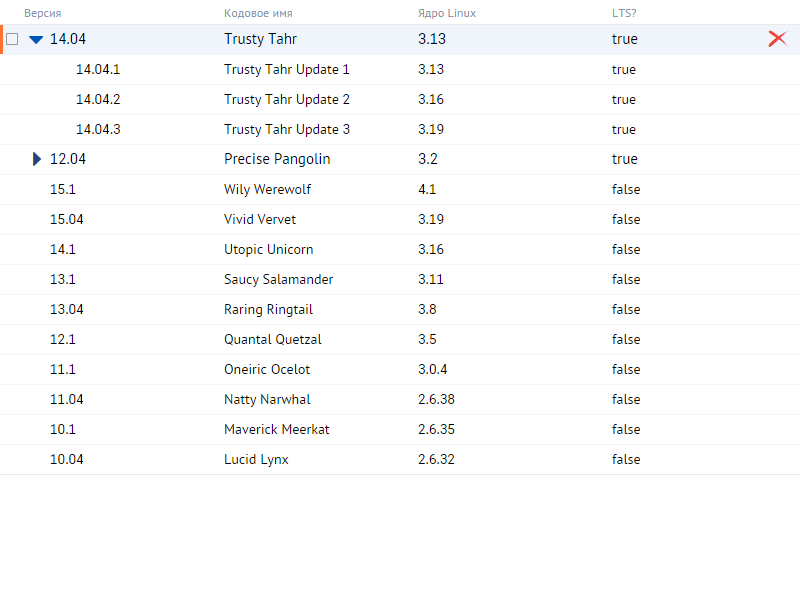 Версия Кодовое имя Ядро Linux LTS?
14.04 Trusty Tahr 3.13 true
14.04.1 Trusty Tahr Update 1 3.13 true
14.04.2 Trusty Tahr Update 2 3.16 true
14.04.3 Trusty Tahr Update 3 3.19 true
12.04 Precise Pangolin 3.2 true
15.1 Wily Werewolf 4.1 false
15.04 Vivid Vervet 3.19 false
14.1 Utopic Unicorn 3.16 false
13.1 Saucy Salamander 3.11 false
13.04 Raring Ringtail 3.8 false
12.1 Quantal Quetzal 3.5 false
11.1 Oneiric Ocelot 3.0.4 false
11.04 Natty Narwhal 2.6.38 false
10.1 Maverick Meerkat 2.6.35 false
10.04 Lucid Lynx 2.6.32 false